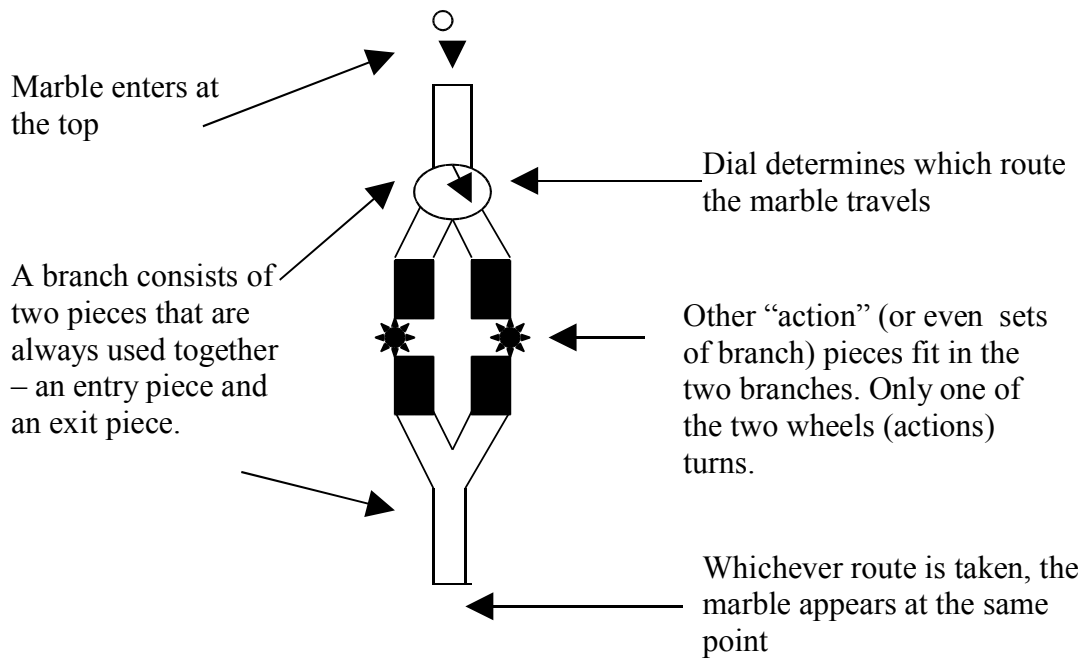 Marble enters at
the top
Dial determines which route
the marble travels
A branch consists of
two pieces that are
always used together
– an entry piece and
an exit piece.
Other “action” (or even  sets
of branch) pieces fit in the
two branches. Only one of
the two wheels (actions)
turns.
Whichever route is taken, the
marble appears at the same
point